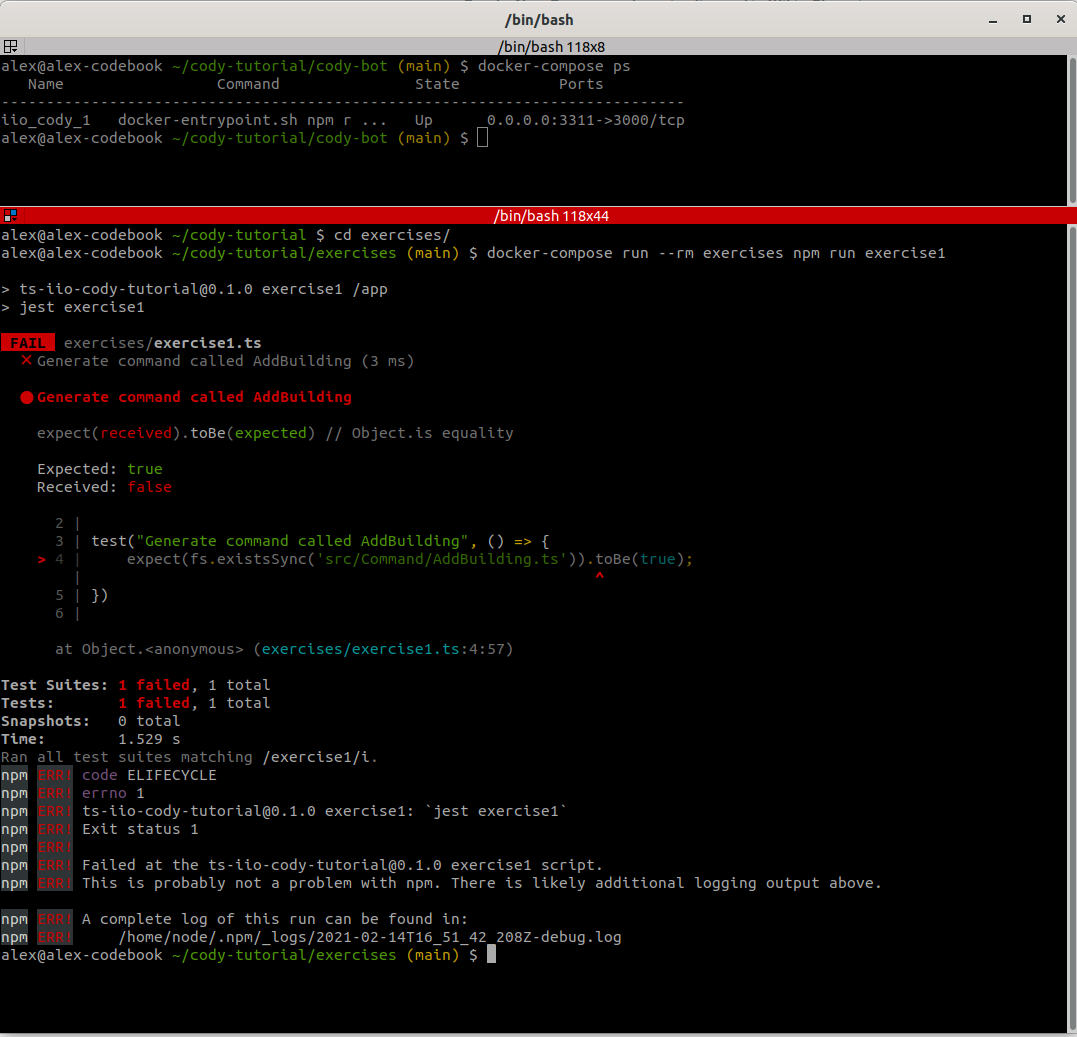 /bin/bash
/bin/bash 118x8
alex@alex-codebook ~/cody-tutorial/cody-bot (main) $ docker-compose ps
Name Command State Ports
----------------------------------------------------------------------------
iio_cody_1 docker-entrypoint.sh npm r ... Up 0.0.0.0:3311->3000/tcp
alex@alex-codebook ~/cody-tutorial/cody-bot (main) $
/bin/bash 118x44
alex@alex-codebook ~/cody-tutorial $ cd exercises/
alex@alex-codebook ~/cody-tutorial/exercises (main) $ docker-compose run --rm exercises npm run exercise1
> ts-iio-cody-tutorial@0.1.0 exercise1 /app
> jest exercise1
FAIL exercises/exercise1.ts
✕ Generate command called AddBuilding (3 ms)
● Generate command called AddBuilding
expect(received).toBe(expected) // Object.is equality
Expected: true
Received: false
2 |
3 | test("Generate command called AddBuilding", () => {
> 4 | expect(fs.existsSync('src/Command/AddBuilding.ts')).toBe(true);
| ^
5 | })
6 |
at Object.<anonymous> (exercises/exercise1.ts:4:57)
Test Suites: 1 failed, 1 total
Tests: 1 failed, 1 total
Snapshots: 0 total
Time: 1.529 s
Ran all test suites matching /exercise1/i.
npm ERR! code ELIFECYCLE
npm ERR! errno 1
npm ERR! ts-iio-cody-tutorial@0.1.0 exercise1: `jest exercise1`
npm ERR! Exit status 1
npm ERR!
npm ERR! Failed at the ts-iio-cody-tutorial@0.1.0 exercise1 script.
npm ERR! This is probably not a problem with npm. There is likely additional logging output above.
npm ERR! A complete log of this run can be found in:
npm ERR! /home/node/.npm/_logs/2021-02-14T16_51_42_208Z-debug.log
alex@alex-codebook ~/cody-tutorial/exercises (main) $